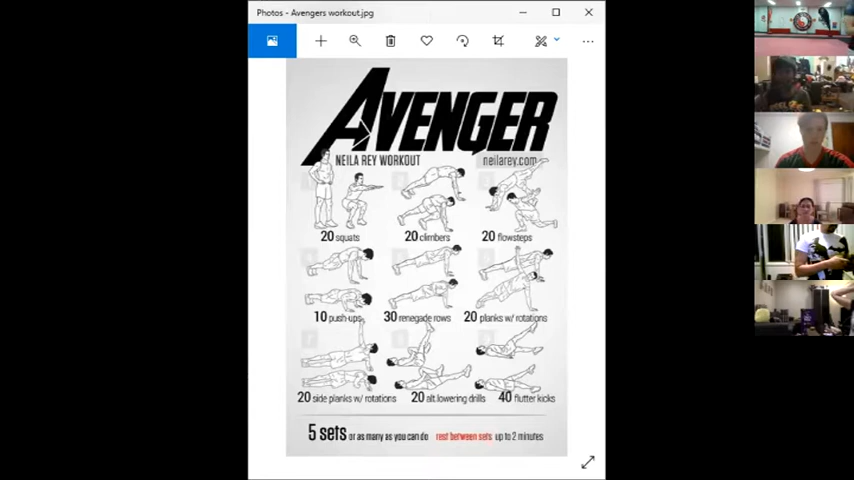 Photos - Avengers workout.jpg
AVENGER
NEILA REY WORKOUT
neilarey.com
20 squats
20 climbers
20 flowsteps
10 push-ups
30 renegade rows
20 planks w/ rotations
20 side planks w/ rotations
20 alt.lowering drills
40 flutter kicks
5 sets or as many as you can do rest between sets up to 2 minutes